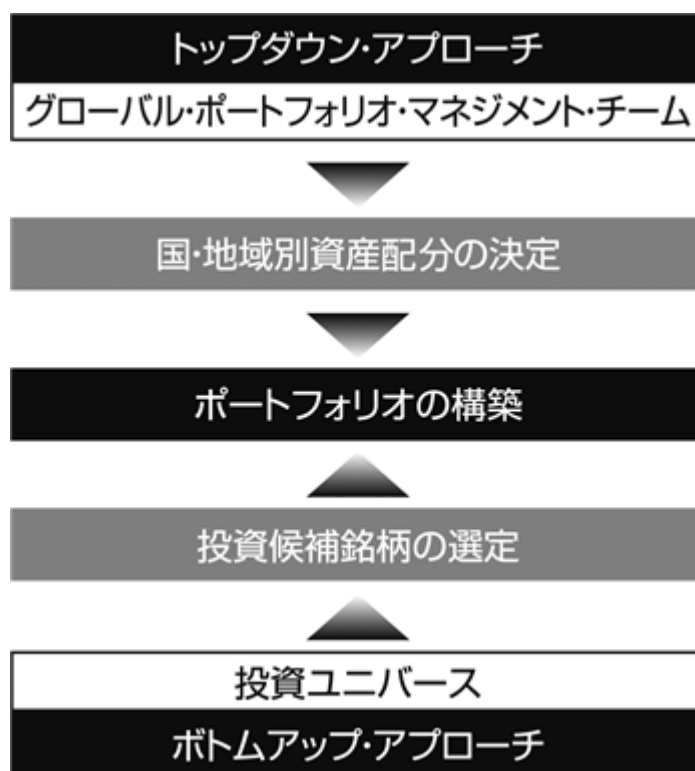 トップダウン・アプローチ
グローバル・ポートフォリオ・マネジメント・チーム
国・地域別資産配分の決定
ポートフォリオの構築
投資候補銘柄の選定
投資ユニバース
ボトムアップ・アプローチ